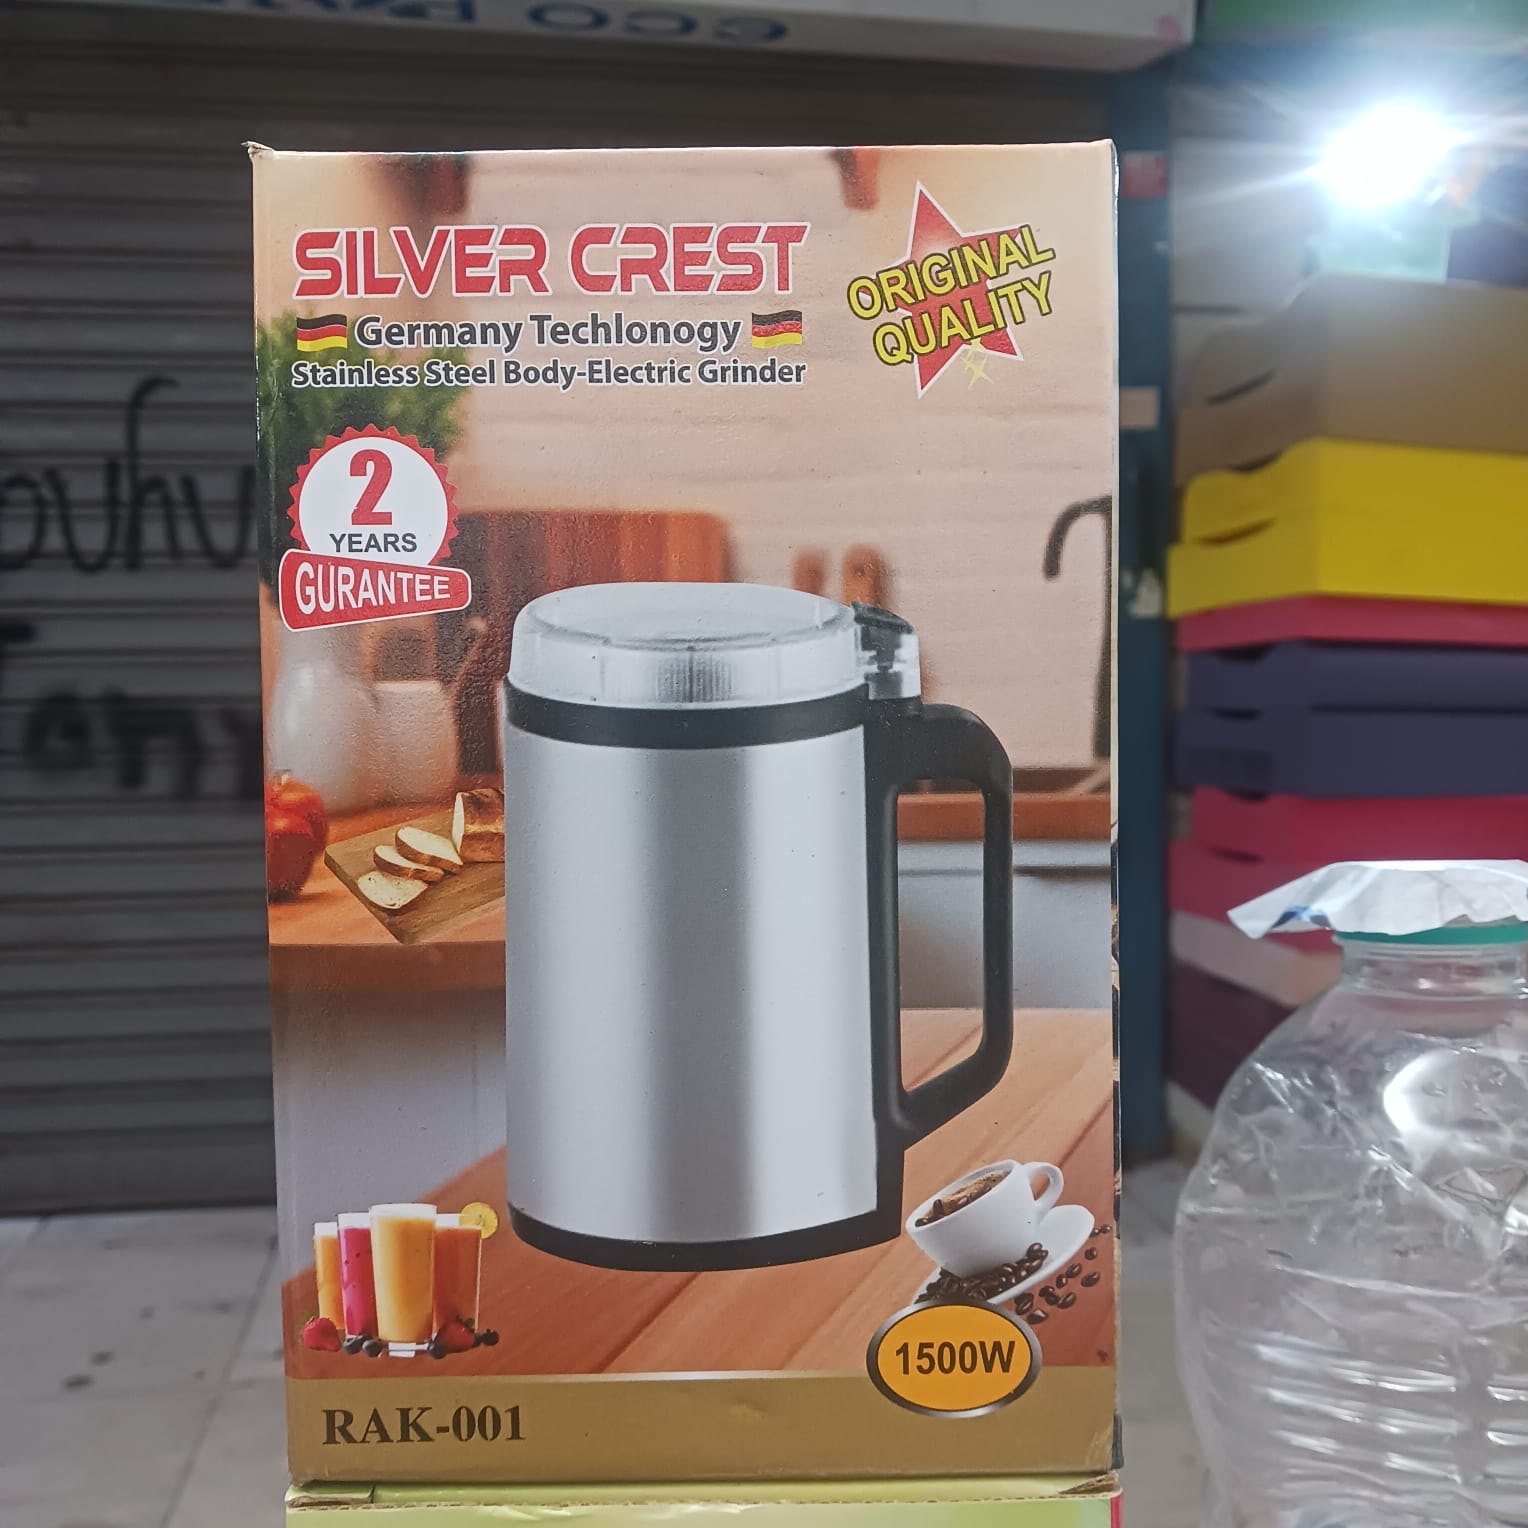 SILVER CREST
Germany Techlonogy
Stainless Steel Body-Electric Grinder
ORIGINAL
QUALITY
2
YEARS
GURANTEE
1500W
RAK-001